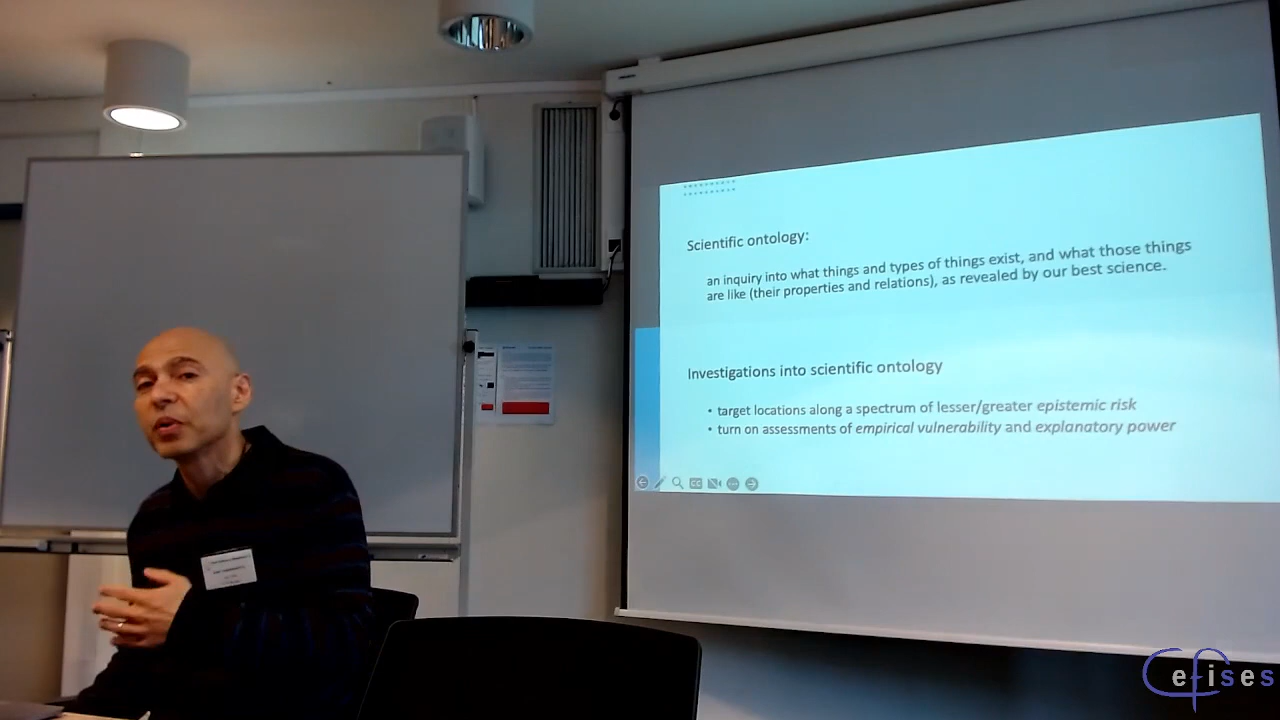 Scientific ontology:
an inquiry into what things and types of things exist, and what those things
are like (their properties and relations), as revealed by our best science.
Investigations into scientific ontology
• target locations along a spectrum of lesser/greater epistemic risk
• turn on assessments of empirical vulnerability and explanatory power
CC
Cefises